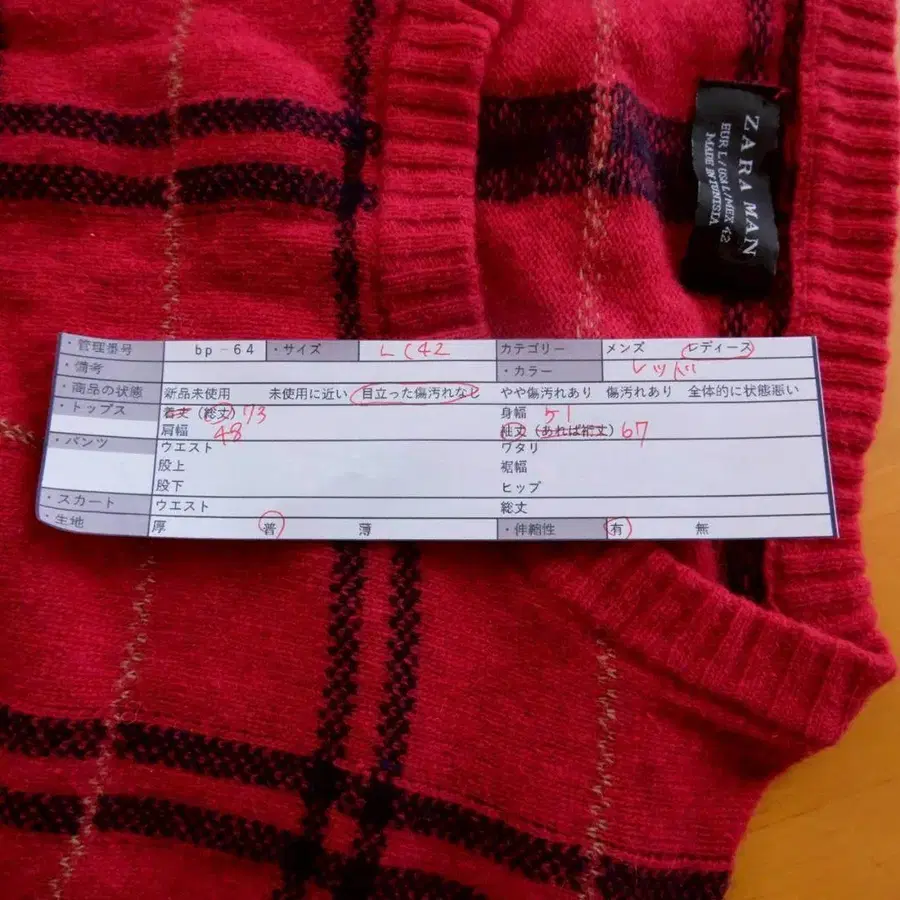 ZARA MAN
EUR L / USA L / MEX 42
MADE IN TUNISIA
・管理番号 bp-64 ・サイズ L(42 カテゴリー メンズ レディース
・備考 ・カラー レッド
・商品の状態 新品未使用 未使用に近い 目立った傷汚れなし やや傷汚れあり 傷汚れあり 全体的に状態悪い
・トップス 着丈 (総丈) 73 身幅 51
肩幅 48 (あれば裄丈) 67
・パンツ ウエスト ワタリ
股上 裾幅
股下 ヒップ
・スカート ウエスト 総丈
・生地 厚 普 薄 ・伸縮性 有 無